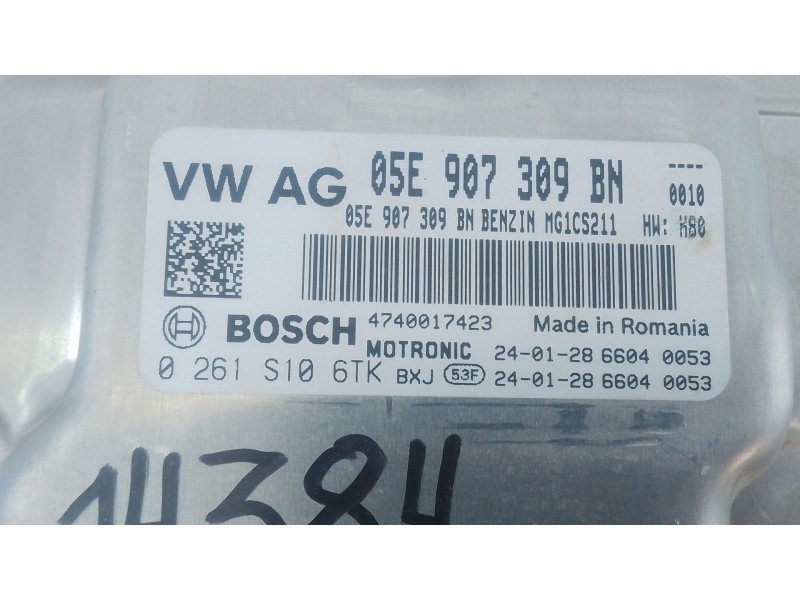 VW AG 05E 907 309 BN ----
0010
05E 907 309 BN BENZIN MG1CS211 HW: H80
BOSCH 4740017423 Made in Romania
MOTRONIC 24-01-28 6604 0053
0 261 S10 6TK BXJ 53F 24-01-28 6604 0053
14384